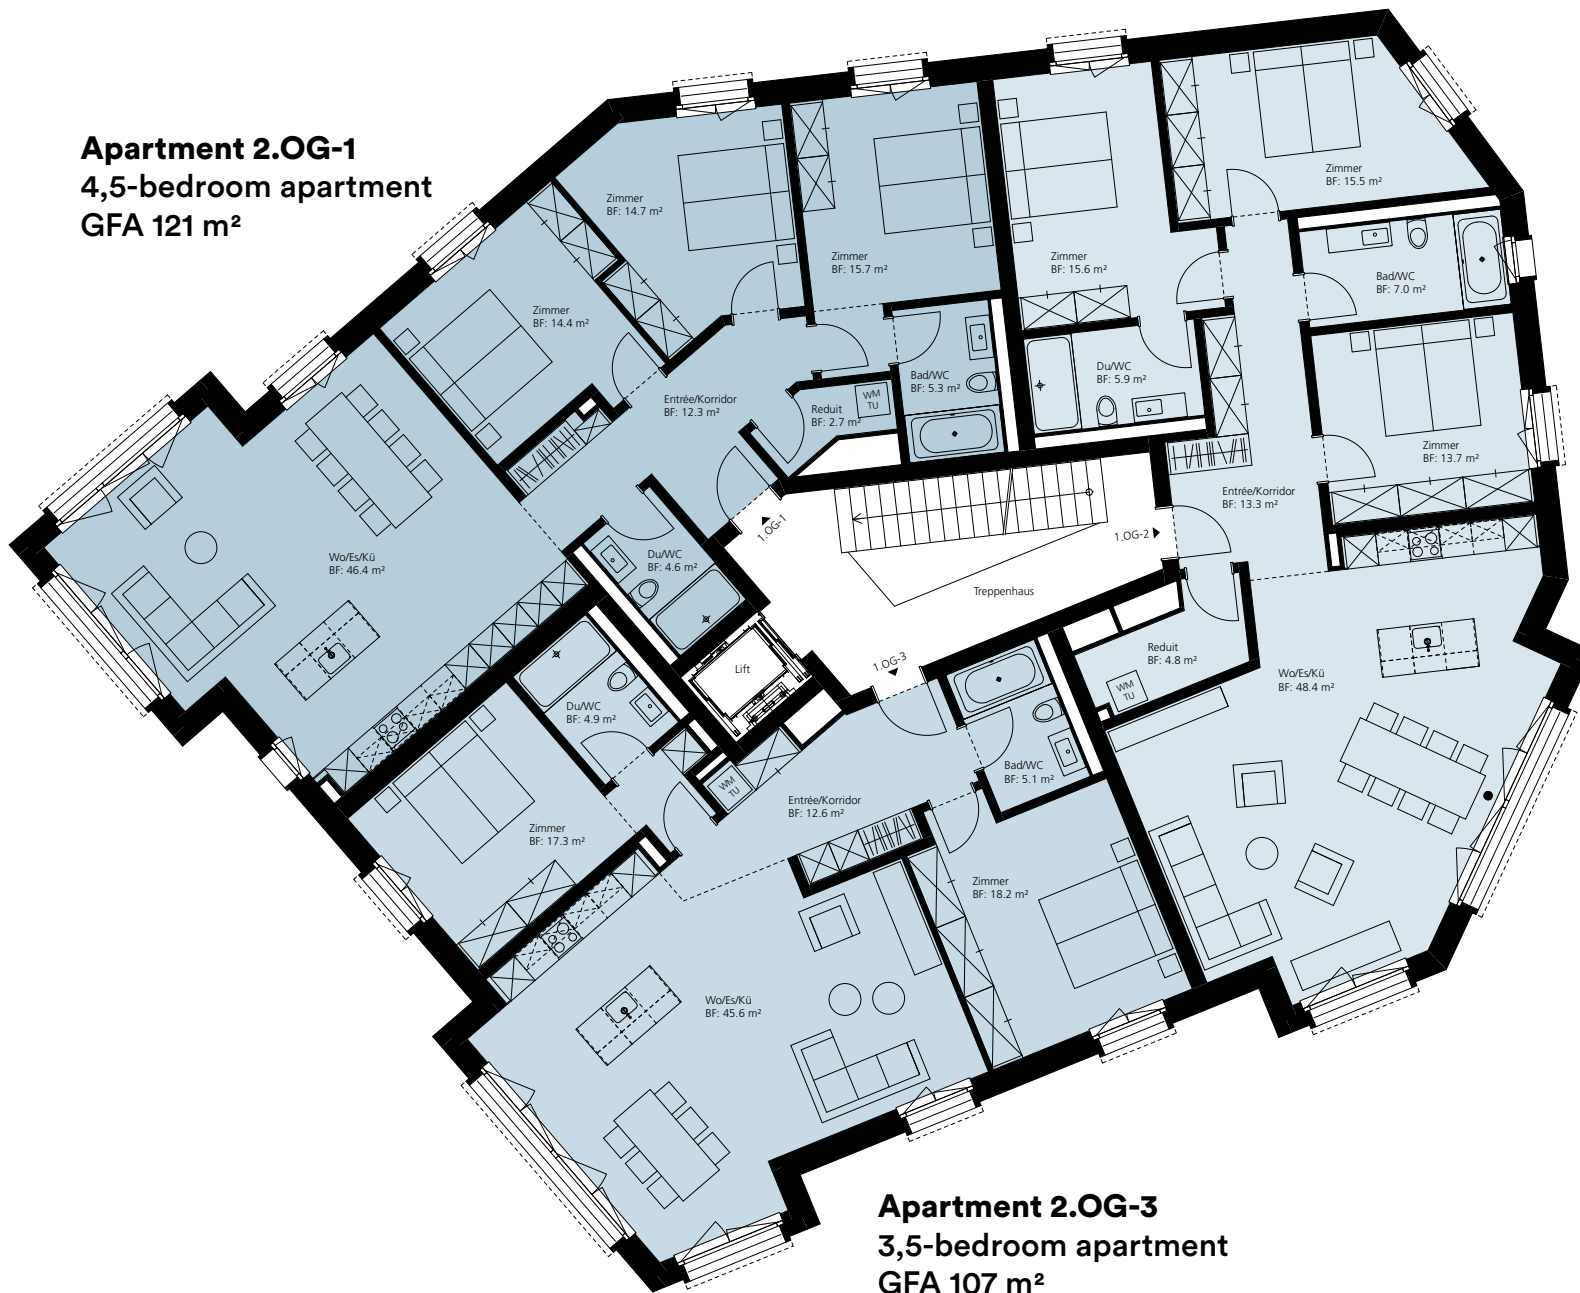 Apartment 2.OG-1
4,5-bedroom apartment
GFA 121 m²
Zimmer
BF: 14.7 m²
Zimmer
BF: 15.7 m²
Zimmer
BF: 15.6 m²
Zimmer
BF: 15.5 m²
Bad/WC
BF: 7.0 m²
Zimmer
BF: 14.4 m²
Entrée/Korridor
BF: 12.3 m²
Reduit
BF: 2.7 m²
WM
TU
Bad/WC
BF: 5.3 m²
Du/WC
BF: 5.9 m²
Zimmer
BF: 13.7 m²
Entrée/Korridor
BF: 13.3 m²
1.OG-1
1.OG-2
Wo/Es/Kü
BF: 46.4 m²
Du/WC
BF: 4.6 m²
Treppenhaus
1.OG-3
Lift
Reduit
BF: 4.8 m²
WM
TU
Wo/Es/Kü
BF: 48.4 m²
Du/WC
BF: 4.9 m²
WM
TU
Bad/WC
BF: 5.1 m²
Entrée/Korridor
BF: 12.6 m²
Zimmer
BF: 17.3 m²
Zimmer
BF: 18.2 m²
Wo/Es/Kü
BF: 45.6 m²
Apartment 2.OG-3
3,5-bedroom apartment
GFA 107 m²